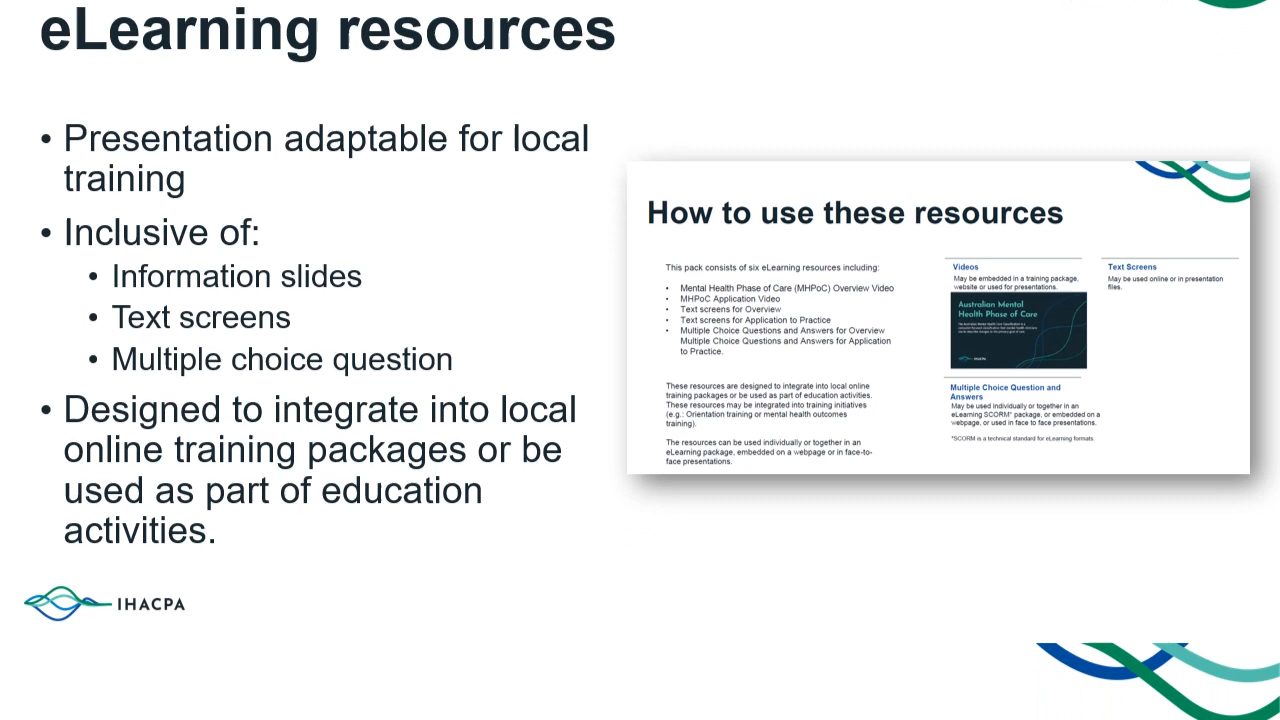 eLearning resources
• Presentation adaptable for local
training
• Inclusive of:
• Information slides
• Text screens
• Multiple choice question
• Designed to integrate into local
online training packages or be
used as part of education
activities.
IHACPA
How to use these resources
This pack consists of six eLearning resources including:
• Mental Health Phase of Care (MHPoC) Overview Video
• MHPoC Application Video
• Text screens for Overview
• Text screens for Application to Practice
• Multiple Choice Questions and Answers for Overview
Multiple Choice Questions and Answers for Application
to Practice.
These resources are designed to integrate into local online
training packages or be used as part of education activities.
These resources may be integrated into training initiatives
(e.g.: Orientation training or mental health outcomes
training).
The resources can be used individually or together in an
eLearning package, embedded on a webpage or in face-to-
face presentations.
Videos
May be embedded in a training package,
website or used for presentations.
Australian Mental
Health Phase of Care
IHACPA
Multiple Choice Question and
Answers
May be used individually or together in an
eLearning SCORM* package, or embedded on a
webpage, or used in face to face presentations.
*SCORM is a technical standard for eLearning formats.
Text Screens
May be used online or in presentation
files.